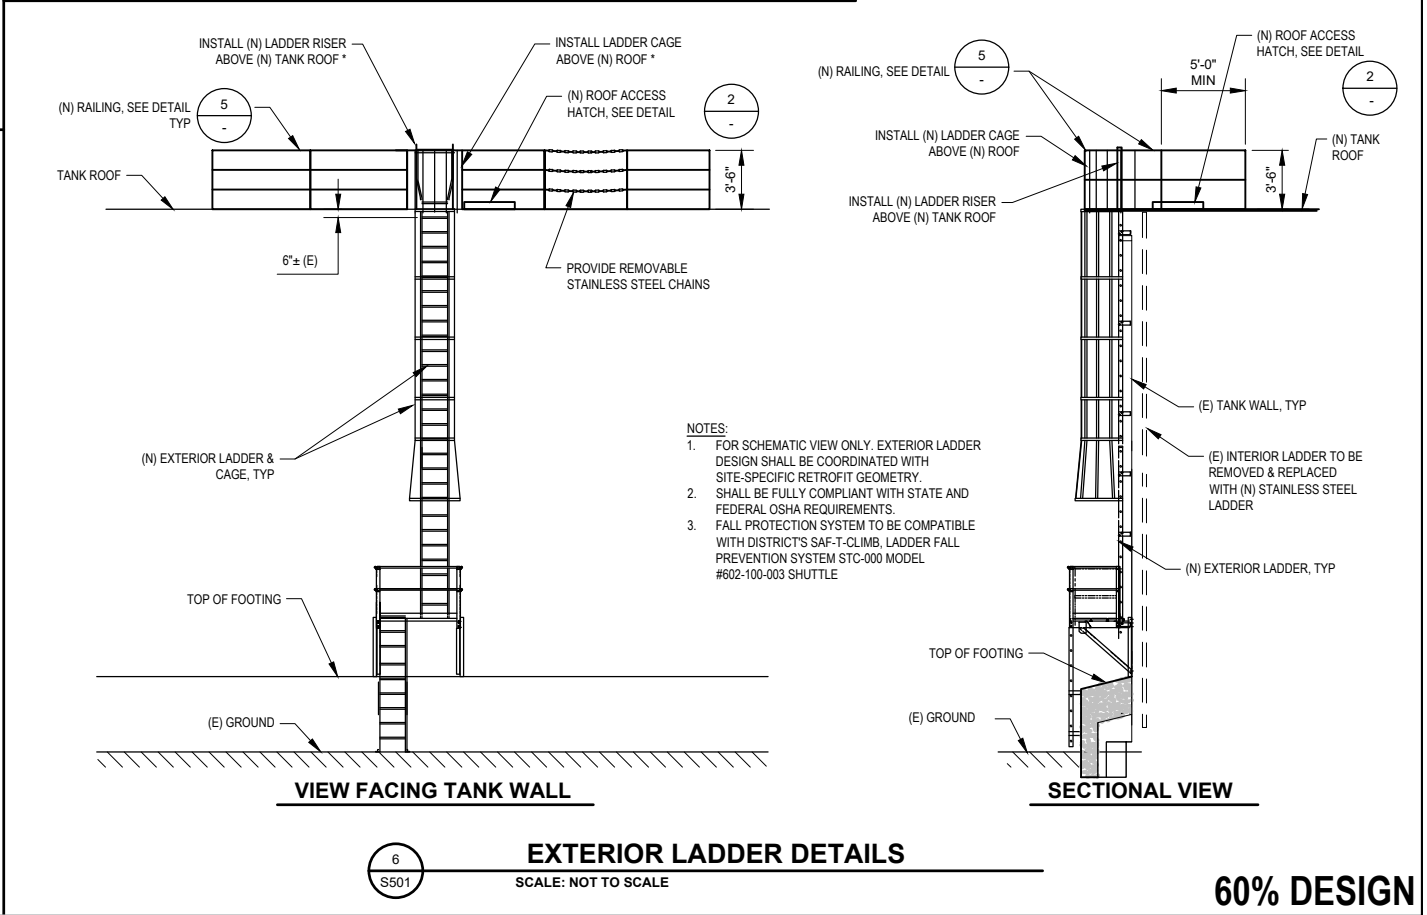 INSTALL (N) LADDER RISER
ABOVE (N) TANK ROOF *
INSTALL LADDER CAGE
ABOVE (N) ROOF *
(N) RAILING, SEE DETAIL
TYP
5
-
(N) ROOF ACCESS
HATCH, SEE DETAIL
2
-
TANK ROOF
3'-6"
6"± (E)
PROVIDE REMOVABLE
STAINLESS STEEL CHAINS
(N) EXTERIOR LADDER &
CAGE, TYP
TOP OF FOOTING
(E) GROUND
VIEW FACING TANK WALL
NOTES:
1. FOR SCHEMATIC VIEW ONLY. EXTERIOR LADDER
DESIGN SHALL BE COORDINATED WITH
SITE-SPECIFIC RETROFIT GEOMETRY.
2. SHALL BE FULLY COMPLIANT WITH STATE AND
FEDERAL OSHA REQUIREMENTS.
3. FALL PROTECTION SYSTEM TO BE COMPATIBLE
WITH DISTRICT'S SAF-T-CLIMB, LADDER FALL
PREVENTION SYSTEM STC-000 MODEL
#602-100-003 SHUTTLE
(N) RAILING, SEE DETAIL
5
-
5'-0"
MIN
(N) ROOF ACCESS
HATCH, SEE DETAIL
2
-
INSTALL (N) LADDER CAGE
ABOVE (N) ROOF
(N) TANK
ROOF
3'-6"
INSTALL (N) LADDER RISER
ABOVE (N) TANK ROOF
(E) TANK WALL, TYP
(E) INTERIOR LADDER TO BE
REMOVED & REPLACED
WITH (N) STAINLESS STEEL
LADDER
(N) EXTERIOR LADDER, TYP
TOP OF FOOTING
(E) GROUND
SECTIONAL VIEW
6
S501
EXTERIOR LADDER DETAILS
SCALE: NOT TO SCALE
60% DESIGN